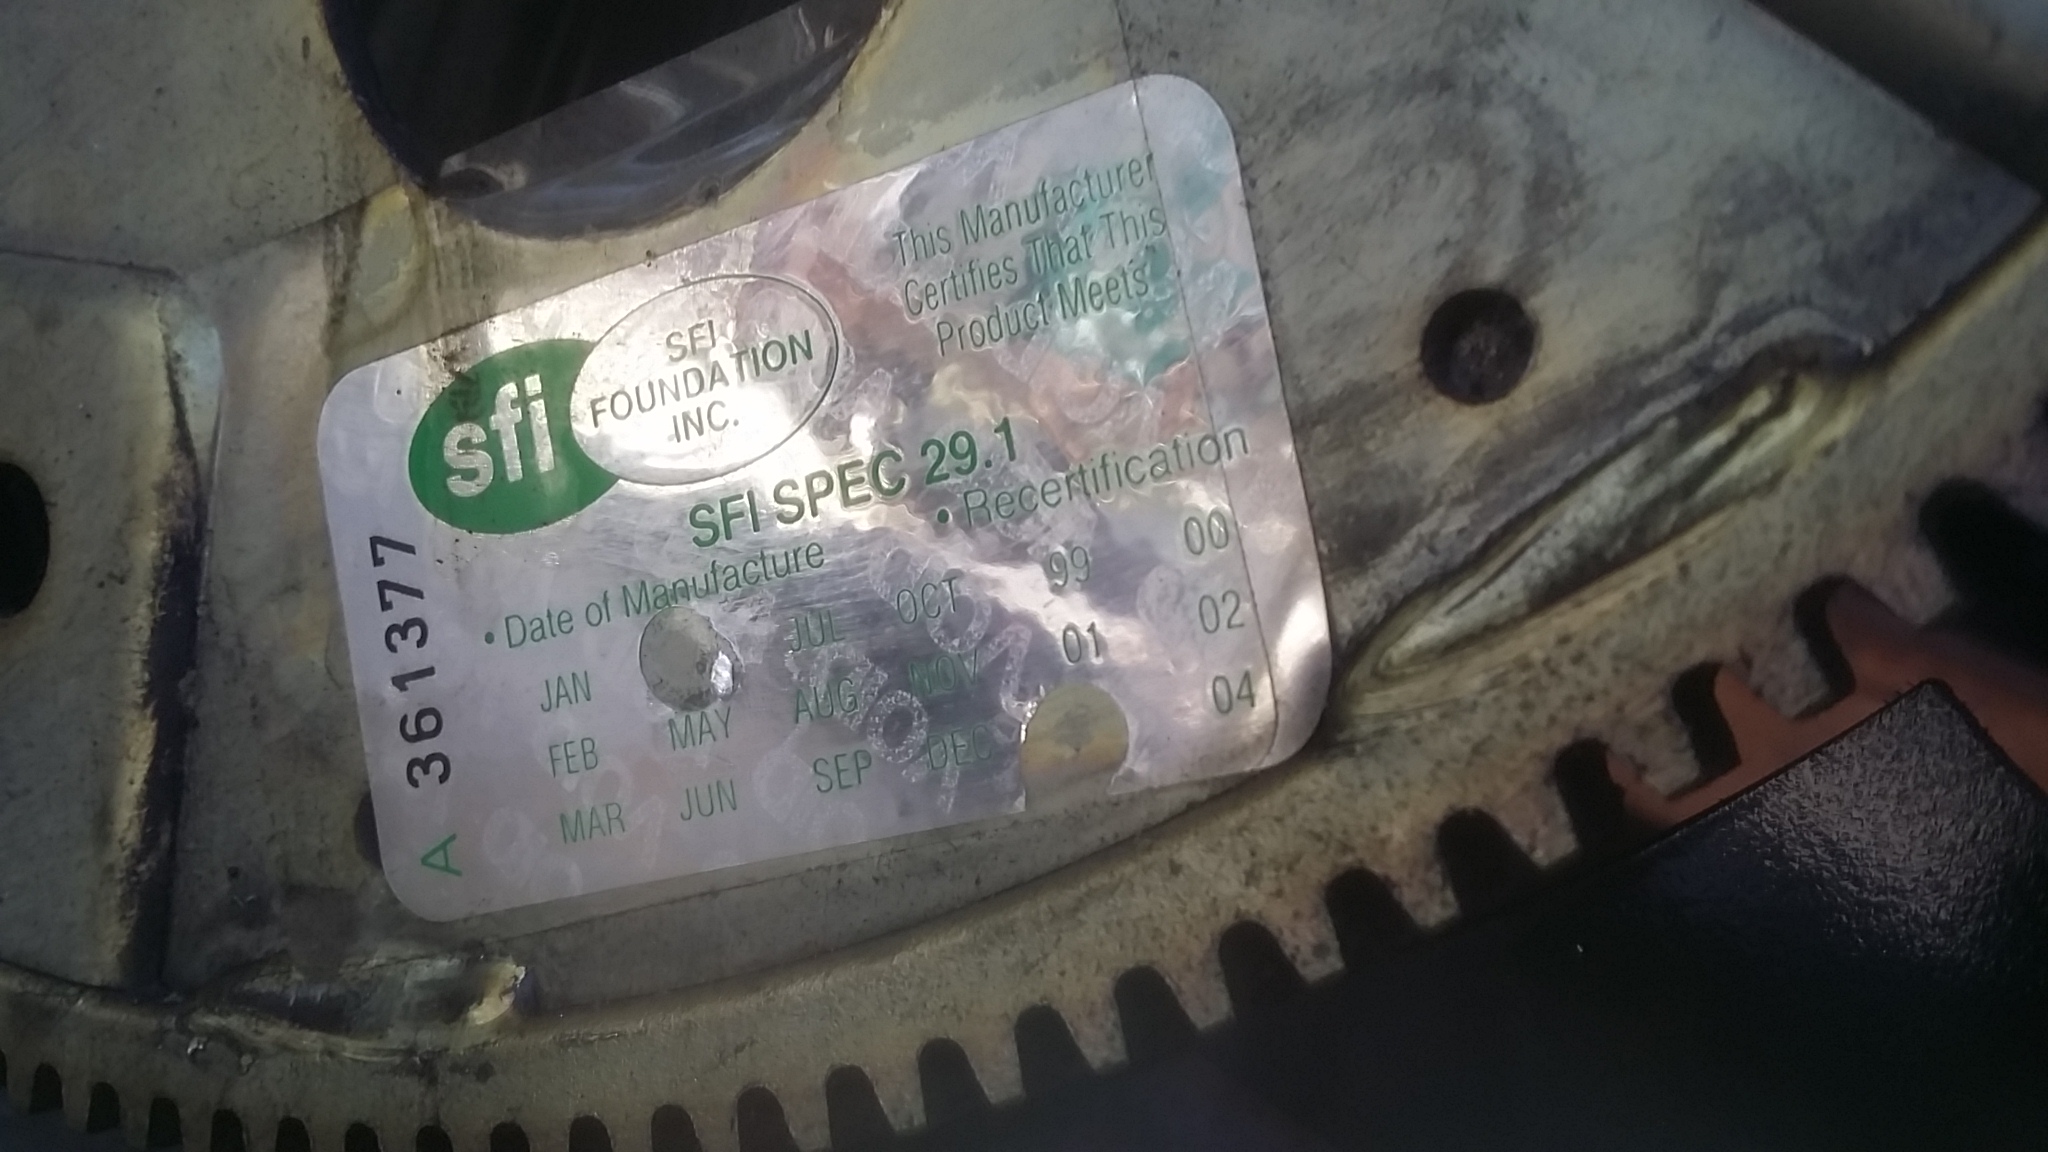 This Manufacturer
Certifies That This
Product Meets
sfi
SFI
FOUNDATION
INC.
SFI SPEC 29.1
• Date of Manufacture • Recertification
JAN JUL OCT 99 00
FEB MAY AUG NOV 01 02
MAR JUN SEP DEC 04
A 361377